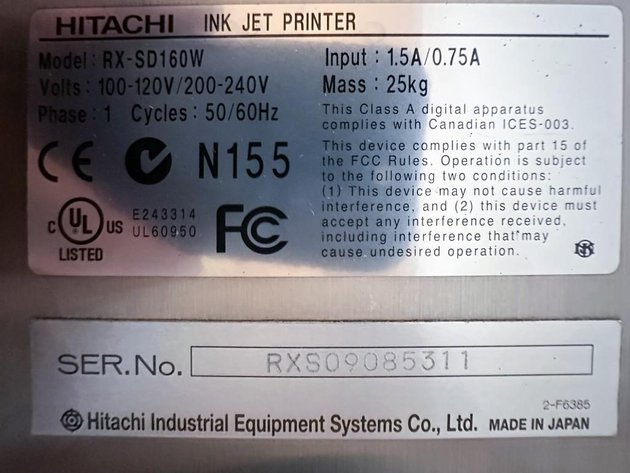 HITACHI INK JET PRINTER
Model : RX-SD160W Input : 1.5A/0.75A
Volts : 100-120V/200-240V Mass : 25kg
Phase : 1 Cycles : 50/60Hz
This Class A digital apparatus
complies with Canadian ICES-003.
CE N155
This device complies with part 15 of
the FCC Rules. Operation is subject
to the following two conditions:
(1) This device may not cause harmful
interference, and (2) this device must
accept any interference received,
including interference that may
cause undesired operation.
C UL US
LISTED
E243314
UL60950
FC
SER.No. RXS09085311
2-F6385
Hitachi Industrial Equipment Systems Co., Ltd. MADE IN JAPAN